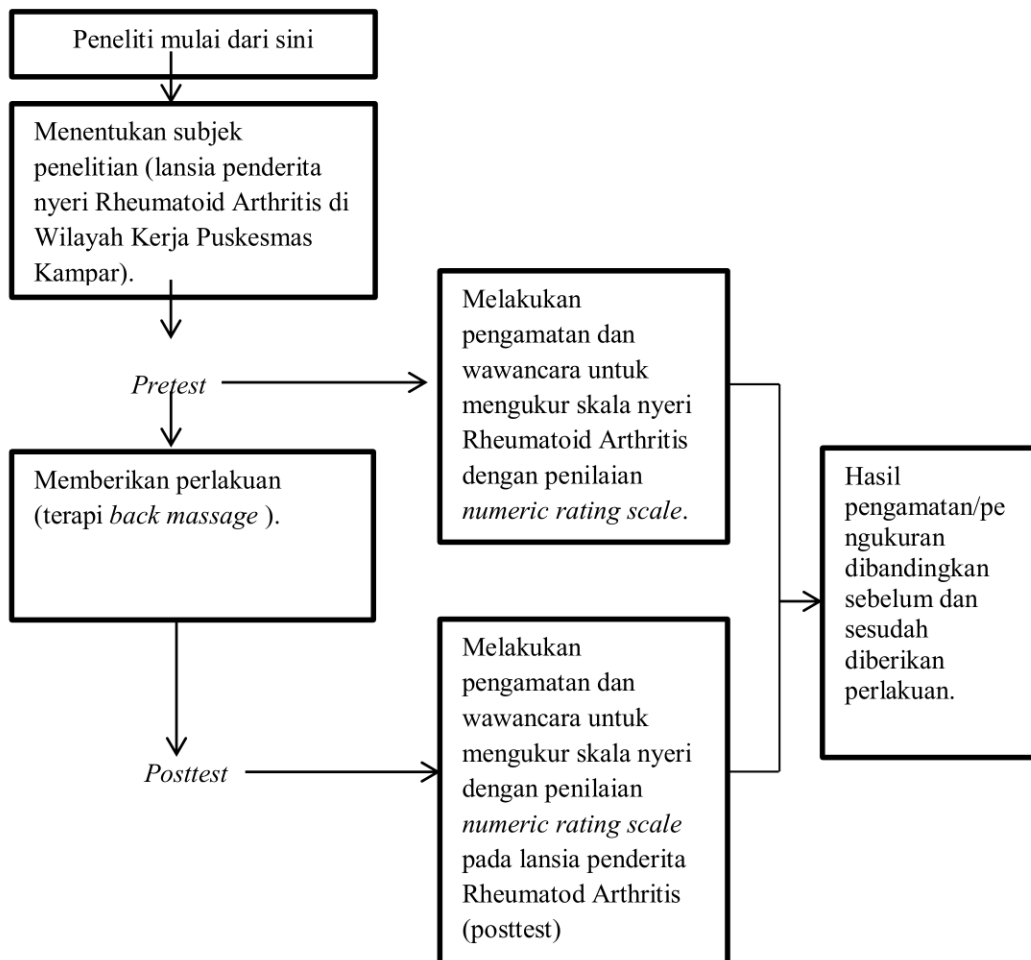 Peneliti mulai dari sini
Menentukan subjek
penelitian (lansia penderita
nyeri Rheumatoid Arthritis di
Wilayah Kerja Puskesmas
Kampar).
Pretest
Melakukan
pengamatan dan
wawancara untuk
mengukur skala nyeri
Rheumatoid Arthritis
dengan penilaian
numeric rating scale.
Memberikan perlakuan
(terapi back massage ).
Posttest
Melakukan
pengamatan dan
wawancara untuk
mengukur skala nyeri
dengan penilaian
numeric rating scale
pada lansia penderita
Rheumatod Arthritis
(posttest)
Hasil
pengamatan/pe
ngukuran
dibandingkan
sebelum dan
sesudah
diberikan
perlakuan.